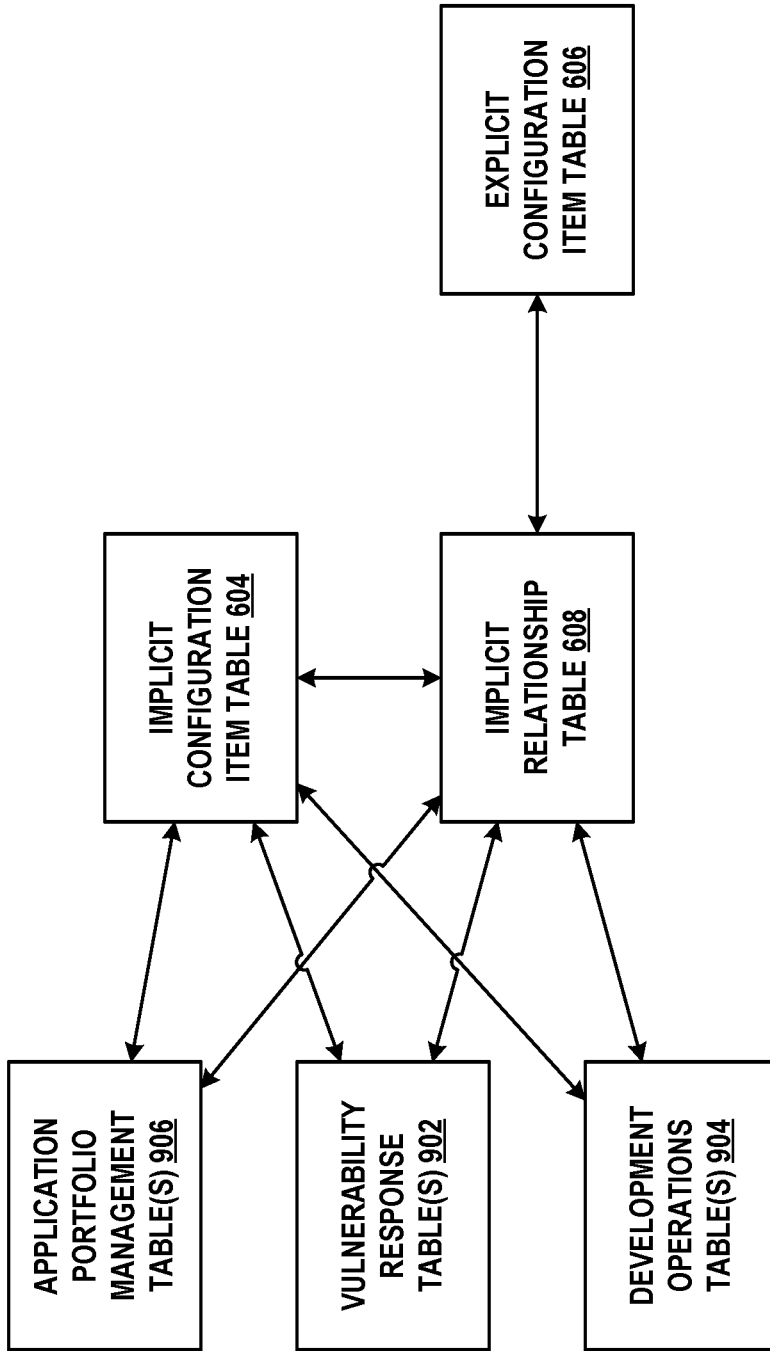 APPLICATION
PORTFOLIO
MANAGEMENT
TABLE(S) 906
VULNERABILITY
RESPONSE
TABLE(S) 902
DEVELOPMENT
OPERATIONS
TABLE(S) 904
IMPLICIT
CONFIGURATION
ITEM TABLE 604
IMPLICIT
RELATIONSHIP
TABLE 608
EXPLICIT
CONFIGURATION
ITEM TABLE 606